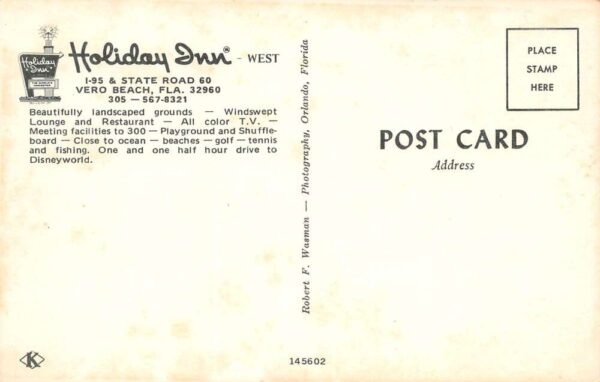 Holiday Inn® - WEST
Holiday
Inn
I-95 & STATE ROAD 60
VERO BEACH, FLA. 32960
305 — 567-8321
Beautifully landscaped grounds — Windswept
Lounge and Restaurant — All color T.V. —
Meeting facilities to 300 — Playground and Shuffle-
board — Close to ocean — beaches — golf — tennis
and fishing. One and one half hour drive to
Disneyworld.
Robert F. Wasman — Photography, Orlando, Florida
PLACE
STAMP
HERE
POST CARD
Address
K
145602